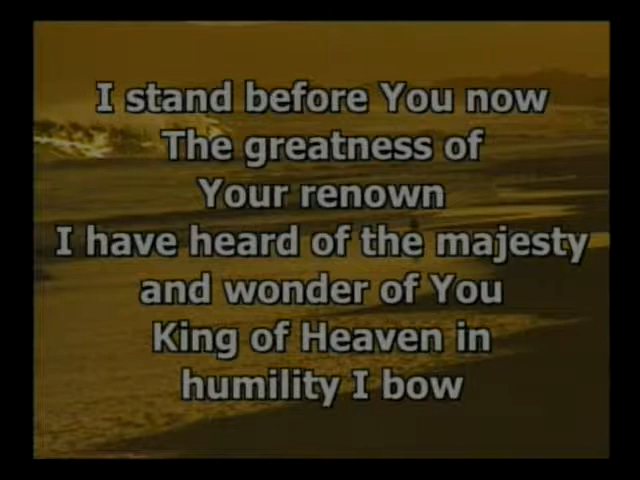 I stand before You now
The greatness of
Your renown
I have heard of the majesty
and wonder of You
King of Heaven in
humility I bow